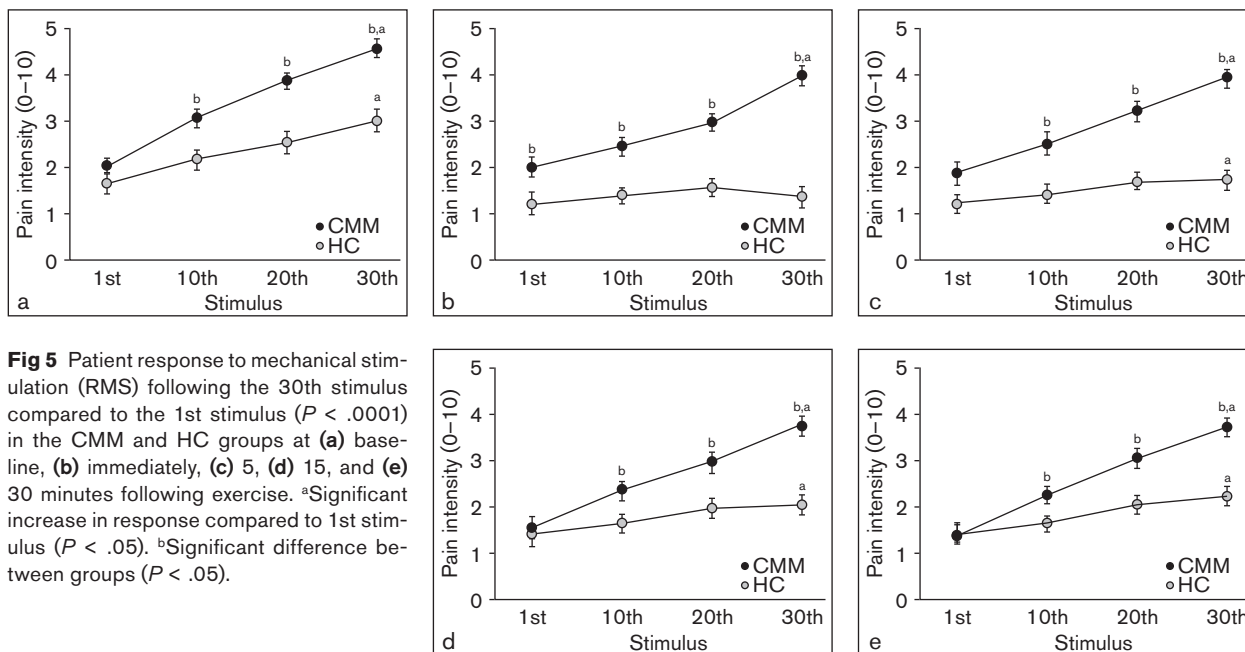 Pain intensity (0–10)
5
4
3
2
1
0
b
b
b,a
a
CMM
HC
1st 10th 20th 30th
Stimulus
a
Pain intensity (0–10)
5
4
3
2
1
0
b
b
b
b,a
CMM
HC
1st 10th 20th 30th
Stimulus
b
Pain intensity (0–10)
5
4
3
2
1
0
b
b
b,a
a
CMM
HC
1st 10th 20th 30th
Stimulus
c
Fig 5 Patient response to mechanical stim-
ulation (RMS) following the 30th stimulus
compared to the 1st stimulus (P < .0001)
in the CMM and HC groups at (a) base-
line, (b) immediately, (c) 5, (d) 15, and (e)
30 minutes following exercise. ᵃSignificant
increase in response compared to 1st stim-
ulus (P < .05). ᵇSignificant difference be-
tween groups (P < .05).
Pain intensity (0–10)
5
4
3
2
1
0
b
b
b,a
a
CMM
HC
1st 10th 20th 30th
Stimulus
d
Pain intensity (0–10)
5
4
3
2
1
0
b
b
b,a
a
CMM
HC
1st 10th 20th 30th
Stimulus
e